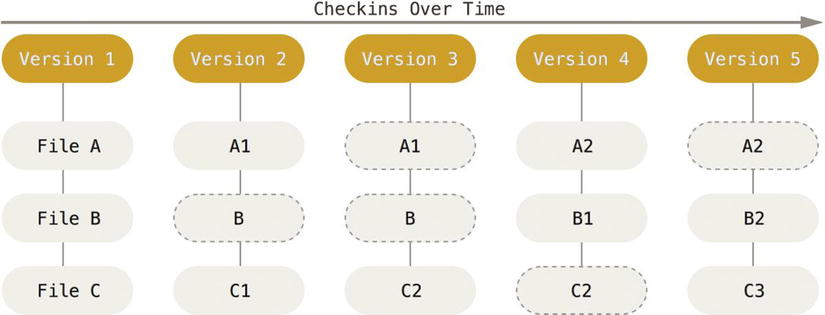 Checkins Over Time
Version 1 Version 2 Version 3 Version 4 Version 5
File A A1 A1 A2 A2
File B B B B1 B2
File C C1 C2 C2 C3